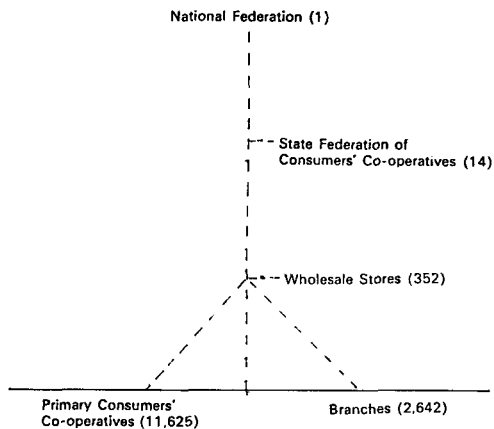 National Federation (1)
State Federation of
Consumers' Co-operatives (14)
Wholesale Stores (352)
Primary Consumers'
Co-operatives (11,625)
Branches (2,642)